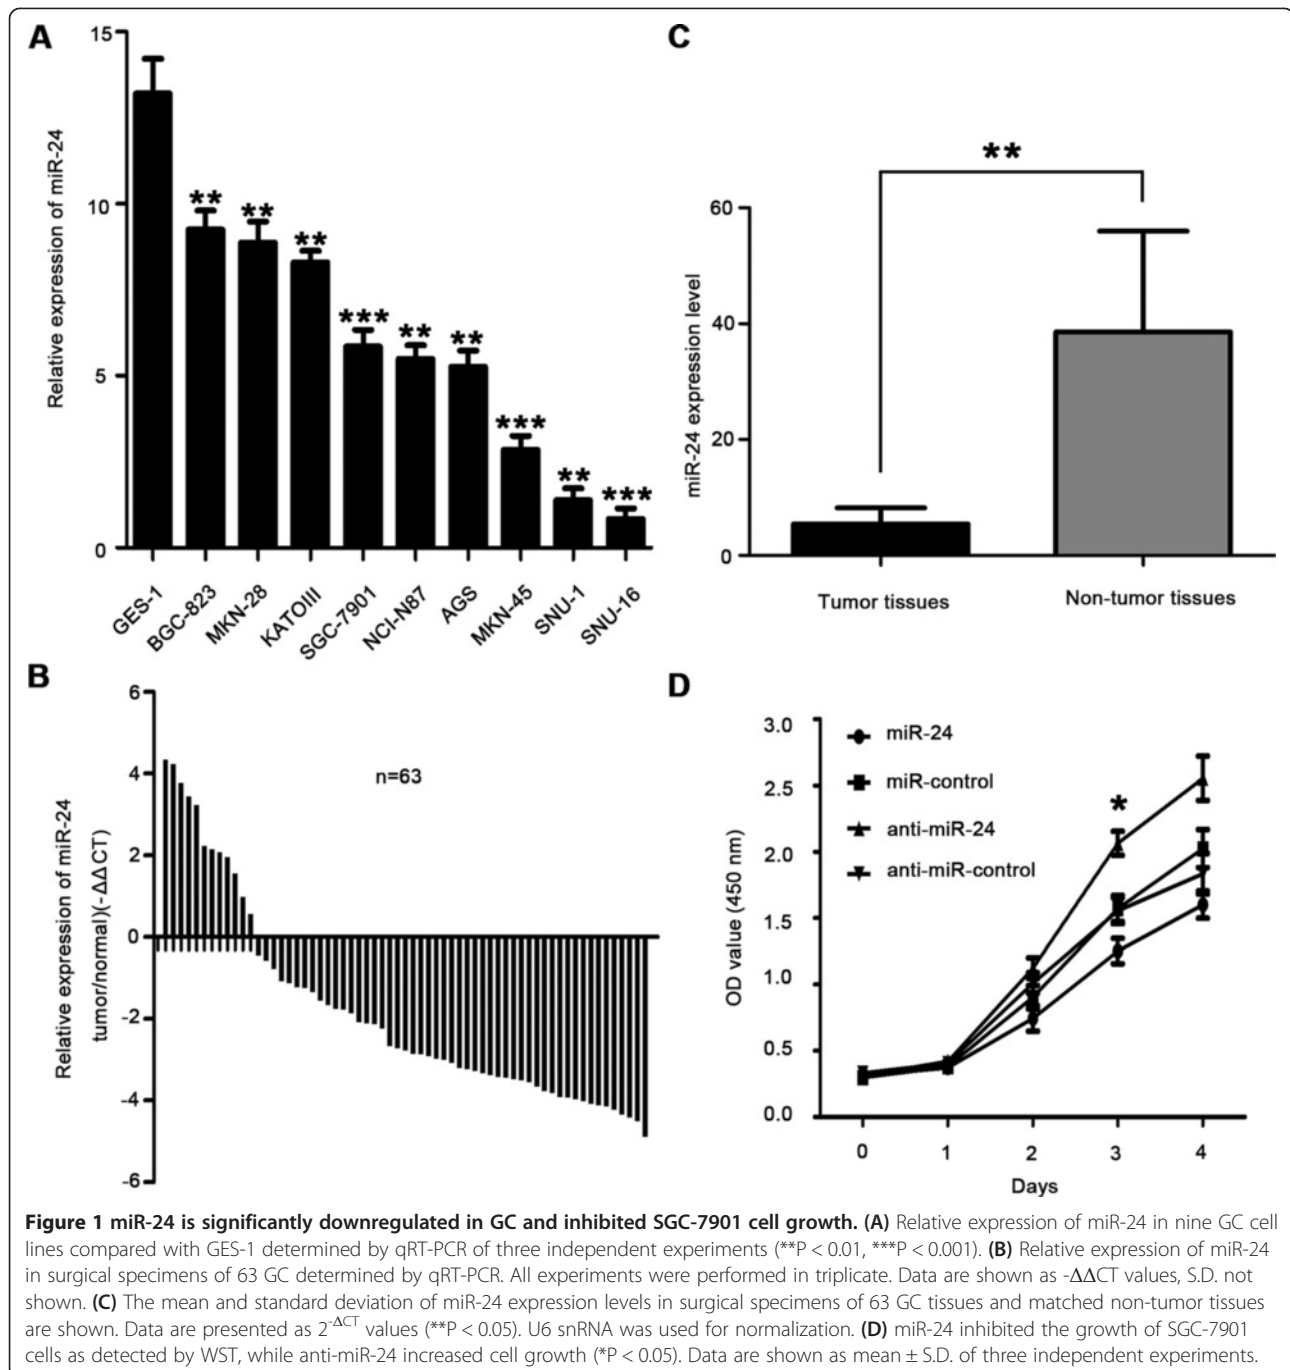 A
15
10
5
0
Relative expression of miR-24
**
**
**
***
**
**
***
**
***
GES-1
BGC-823
MKN-28
KATOIII
SGC-7901
NCI-N87
AGS
MKN-45
SNU-1
SNU-16
B
6
4
2
0
-2
-4
-6
Relative expression of miR-24
tumor/normal)(-ΔΔCT)
n=63
C
**
60
40
20
0
miR-24 expression level
Tumor tissues
Non-tumor tissues
D
3.0
2.5
2.0
1.5
1.0
0.5
0.0
OD value (450 nm)
miR-24
miR-control
anti-miR-24
anti-miR-control
*
0
1
2
3
4
Days
Figure 1 miR-24 is significantly downregulated in GC and inhibited SGC-7901 cell growth. (A) Relative expression of miR-24 in nine GC cell
lines compared with GES-1 determined by qRT-PCR of three independent experiments (**P < 0.01, ***P < 0.001). (B) Relative expression of miR-24
in surgical specimens of 63 GC determined by qRT-PCR. All experiments were performed in triplicate. Data are shown as -ΔΔCT values, S.D. not
shown. (C) The mean and standard deviation of miR-24 expression levels in surgical specimens of 63 GC tissues and matched non-tumor tissues
are shown. Data are presented as 2-ΔCT values (**P < 0.05). U6 snRNA was used for normalization. (D) miR-24 inhibited the growth of SGC-7901
cells as detected by WST, while anti-miR-24 increased cell growth (*P < 0.05). Data are shown as mean ± S.D. of three independent experiments.